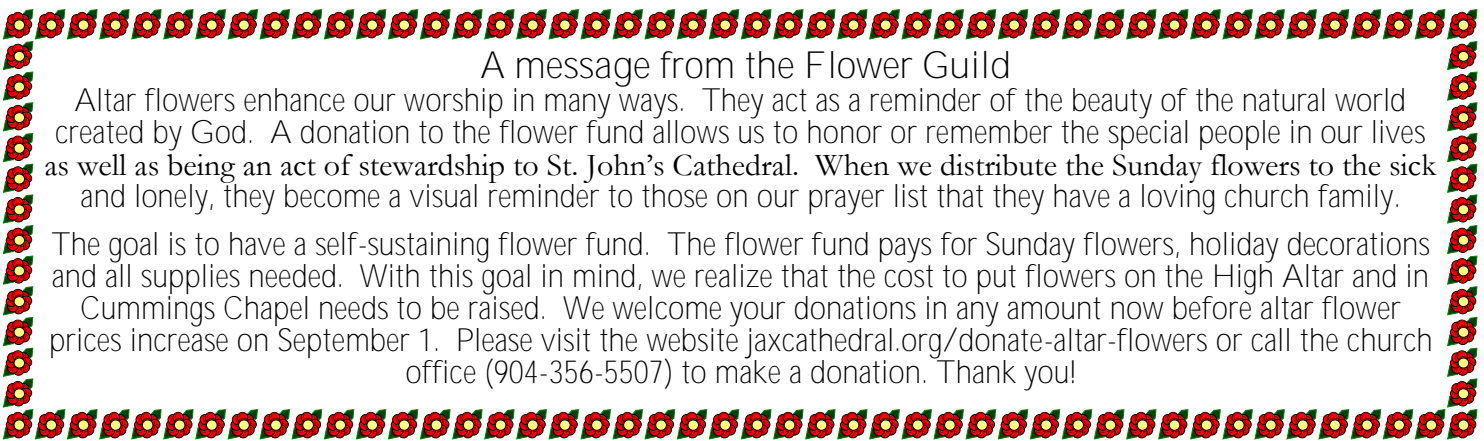 A message from the Flower Guild
Altar flowers enhance our worship in many ways.  They act as a reminder of the beauty of the natural world
created by God.  A donation to the flower fund allows us to honor or remember the special people in our lives
as well as being an act of stewardship to St. John’s Cathedral.  When we distribute the Sunday flowers to the sick
and lonely, they become a visual reminder to those on our prayer list that they have a loving church family.
The goal is to have a self-sustaining flower fund.  The flower fund pays for Sunday flowers, holiday decorations
and all supplies needed.  With this goal in mind, we realize that the cost to put flowers on the High Altar and in
Cummings Chapel needs to be raised.  We welcome your donations in any amount now before altar flower
prices increase on September 1.  Please visit the website jaxcathedral.org/donate-altar-flowers or call the church
office (904-356-5507) to make a donation. Thank you!